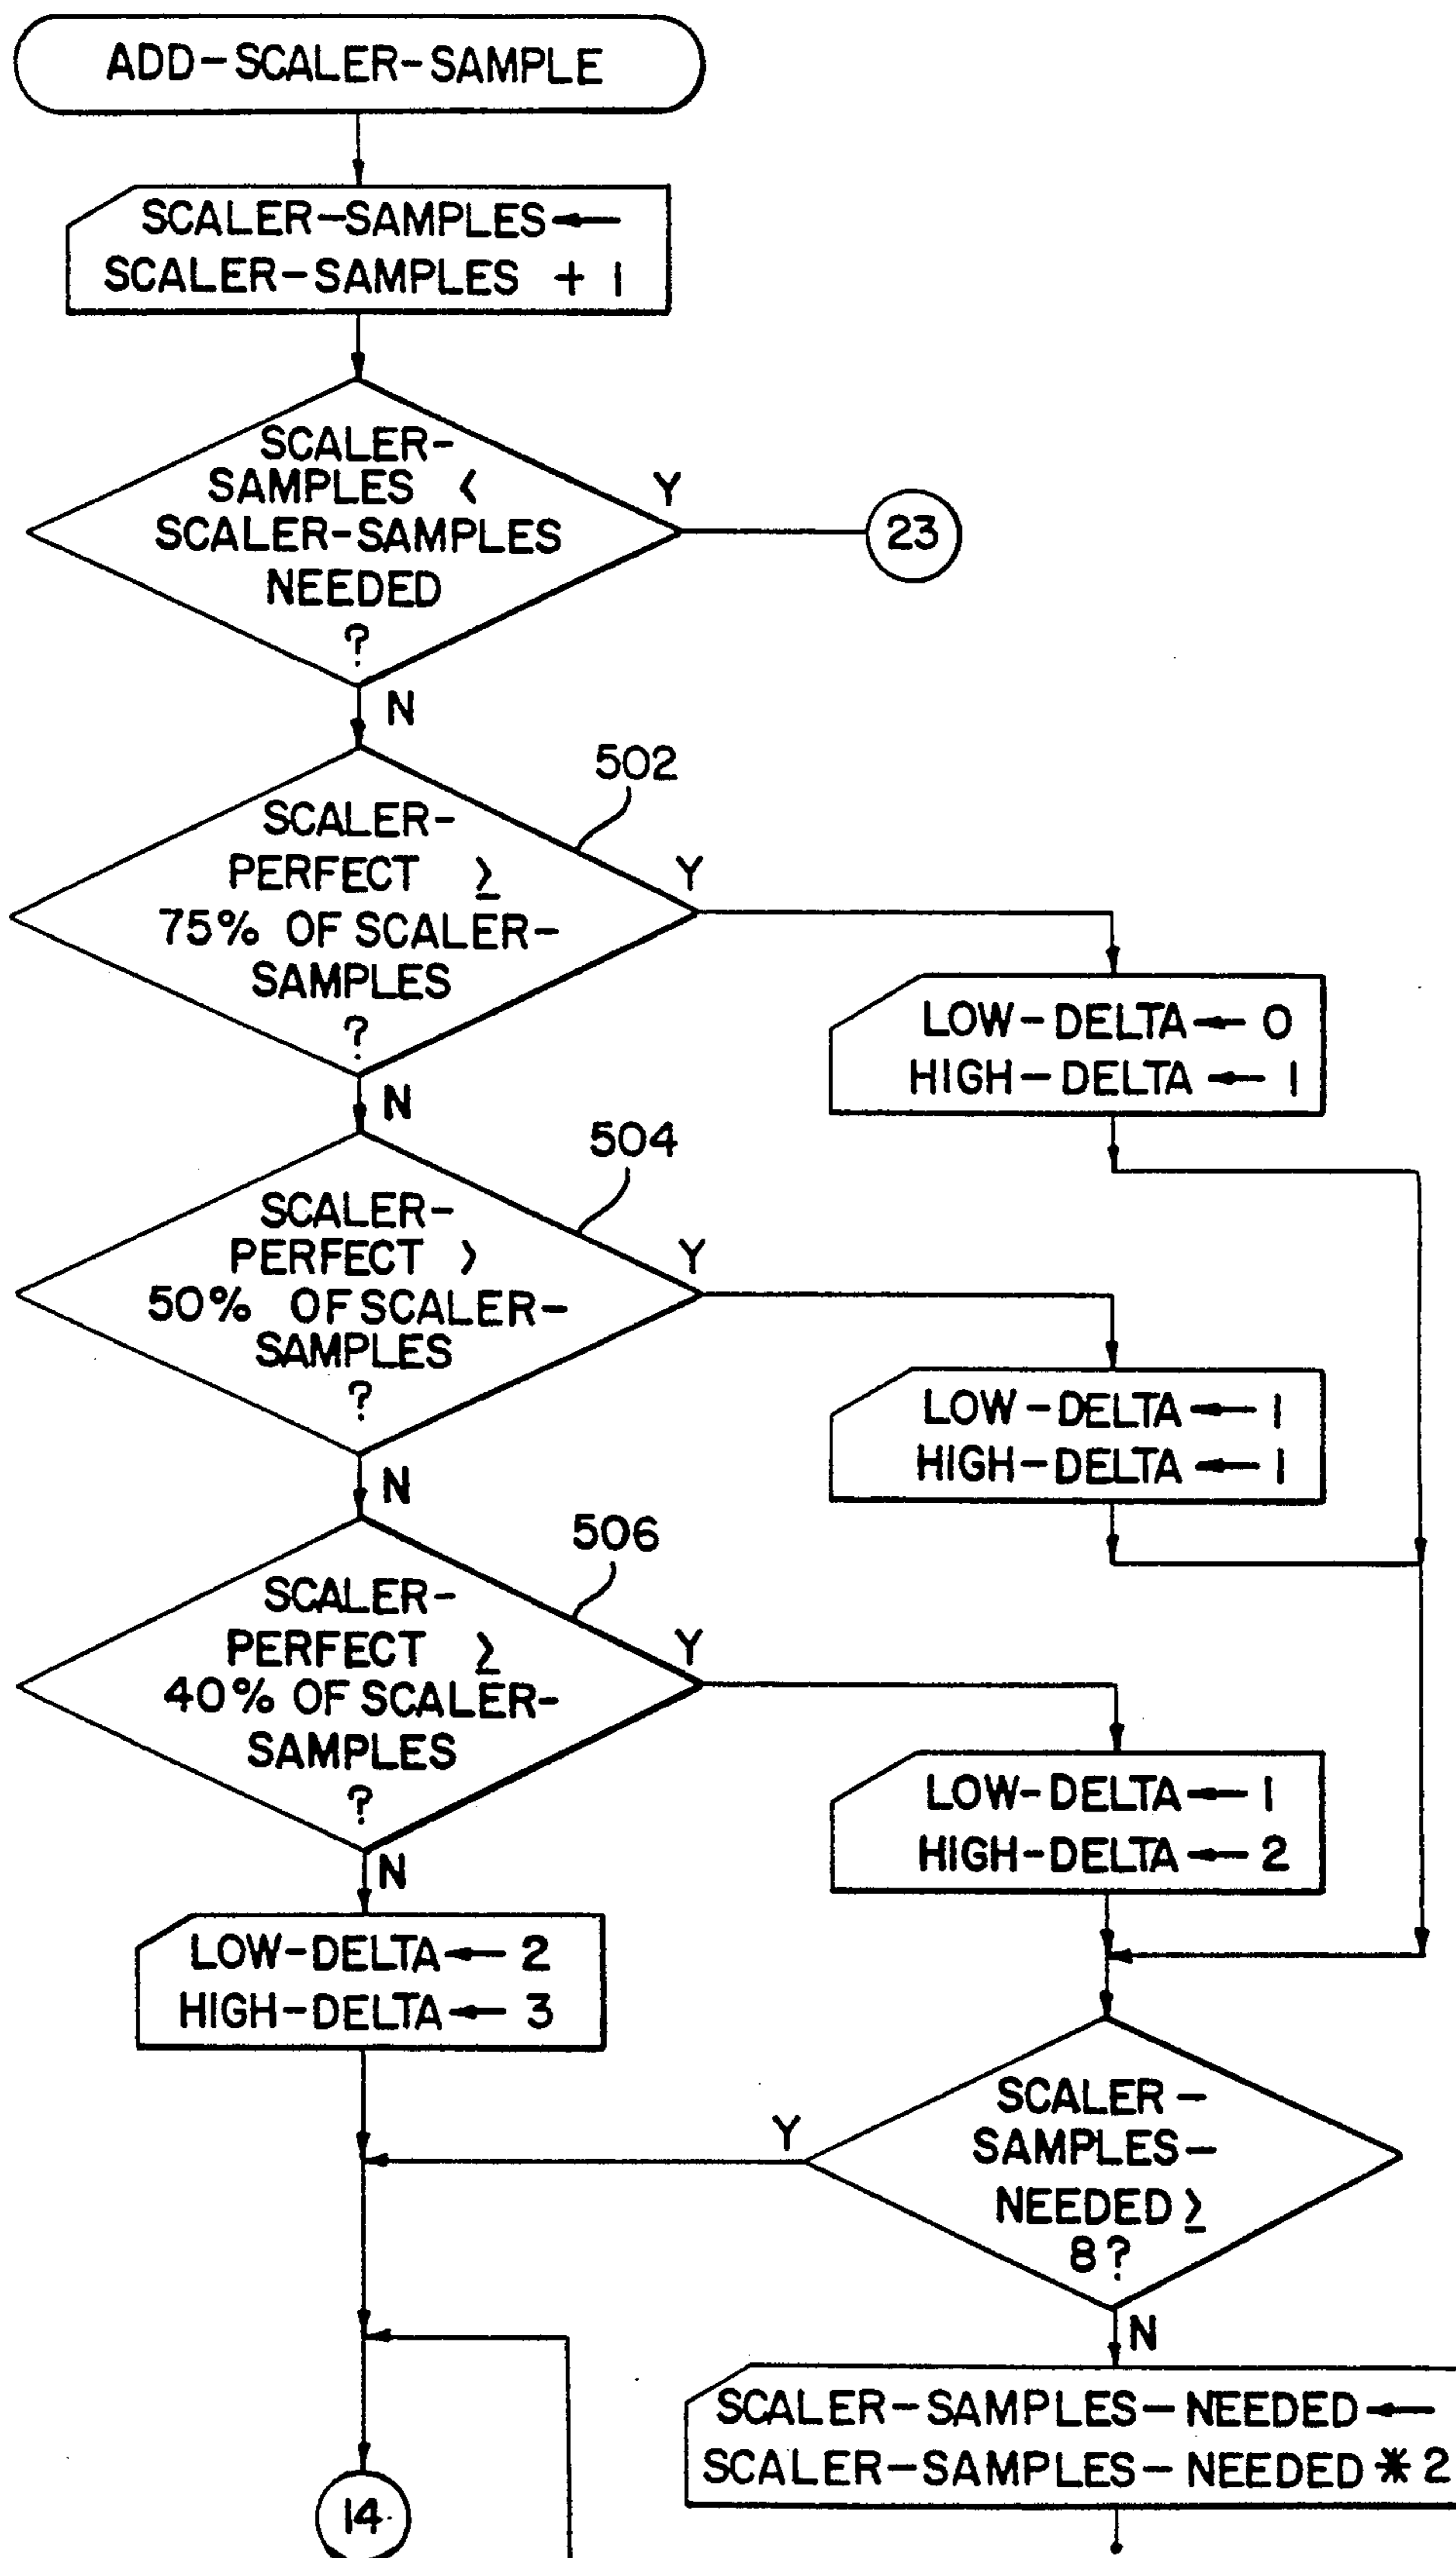 ADD-SCALER-SAMPLE
SCALER-SAMPLES ←
SCALER-SAMPLES + 1
SCALER-
SAMPLES <
SCALER-SAMPLES
NEEDED
?
Y
23
N
502
SCALER-
PERFECT ≥
75% OF SCALER-
SAMPLES
?
Y
LOW-DELTA ← 0
HIGH-DELTA ← 1
N
504
SCALER-
PERFECT >
50% OF SCALER-
SAMPLES
?
Y
LOW-DELTA ← 1
HIGH-DELTA ← 1
N
506
SCALER-
PERFECT ≥
40% OF SCALER-
SAMPLES
?
Y
LOW-DELTA ← 1
HIGH-DELTA ← 2
N
LOW-DELTA ← 2
HIGH-DELTA ← 3
SCALER-
SAMPLES-
NEEDED ≥
8?
Y
N
SCALER-SAMPLES-NEEDED ←
SCALER-SAMPLES-NEEDED * 2
14